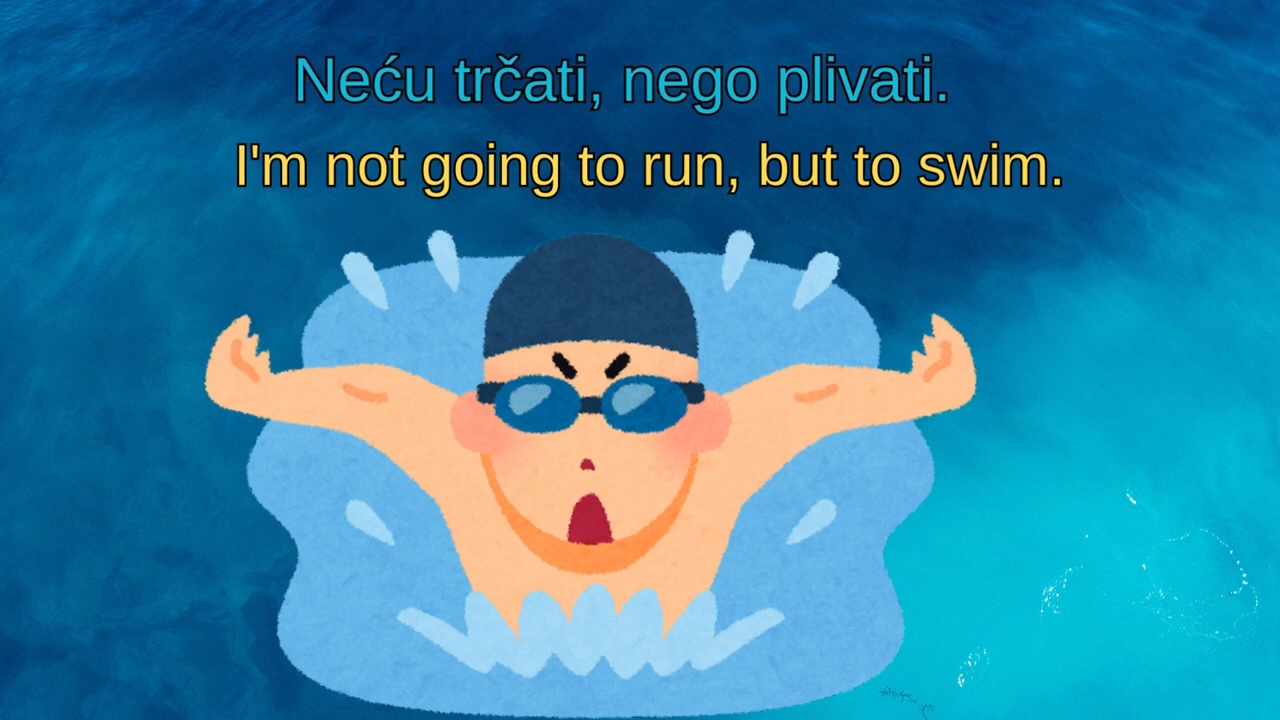 Neću trčati, nego plivati.
I'm not going to run, but to swim.